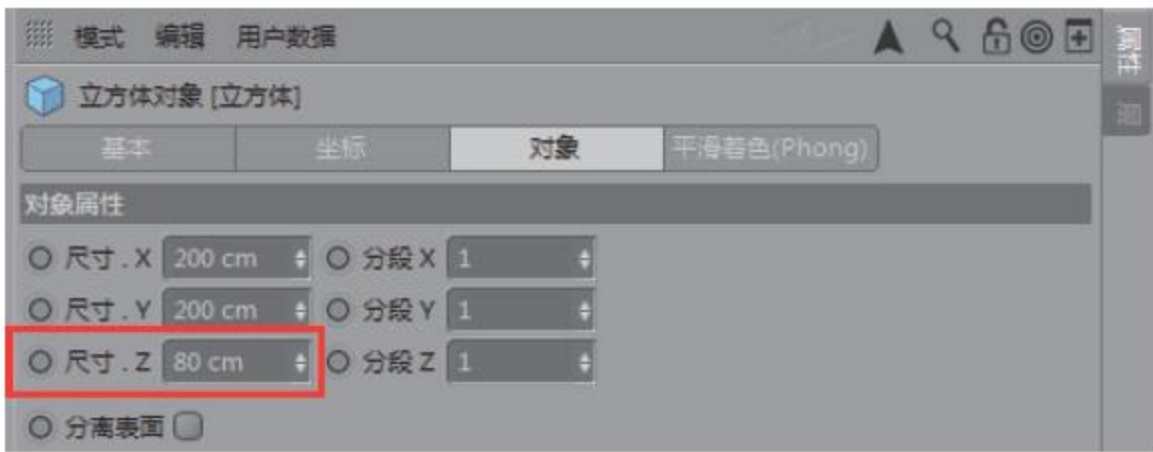 模式 编辑 用户数据
属性
层
立方体对象 [立方体]
基本 坐标 对象 平滑着色(Phong)
对象属性
尺寸 . X 200 cm 分段 X 1
尺寸 . Y 200 cm 分段 Y 1
尺寸 . Z 80 cm 分段 Z 1
分离表面